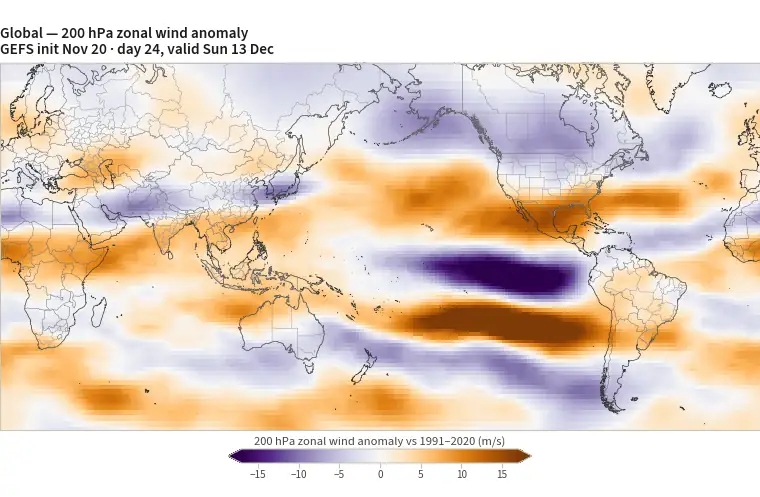 Global — 200 hPa zonal wind anomaly
GEFS init Nov 20 · day 24, valid Sun 13 Dec
200 hPa zonal wind anomaly vs 1991–2020 (m/s)
−15 −10 −5 0 5 10 15